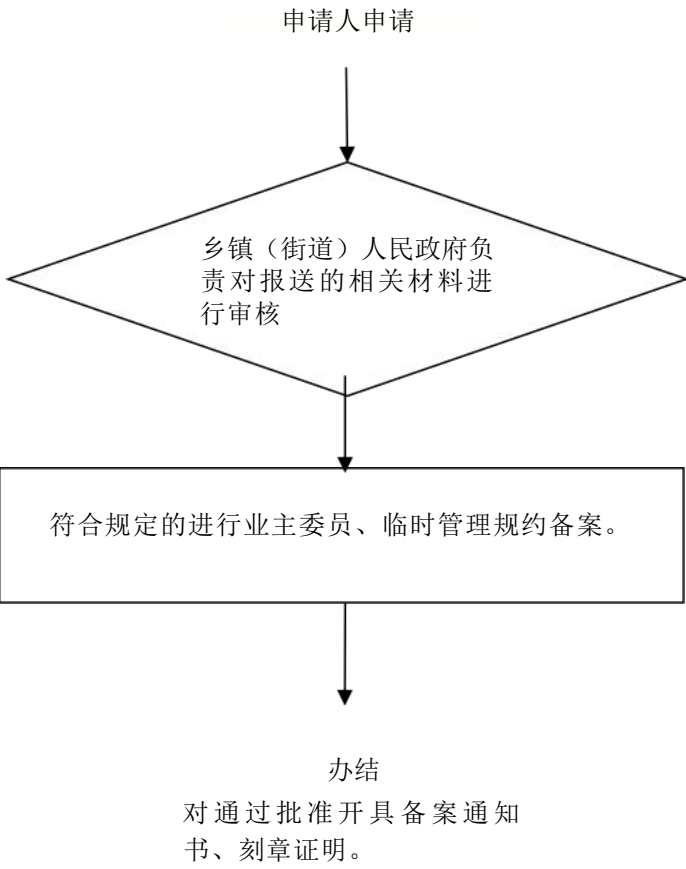 申请人申请
乡镇（街道）人民政府负
责对报送的相关材料进
行审核
符合规定的进行业主委员、临时管理规约备案。
办结
对通过批准开具备案通知
书、刻章证明。